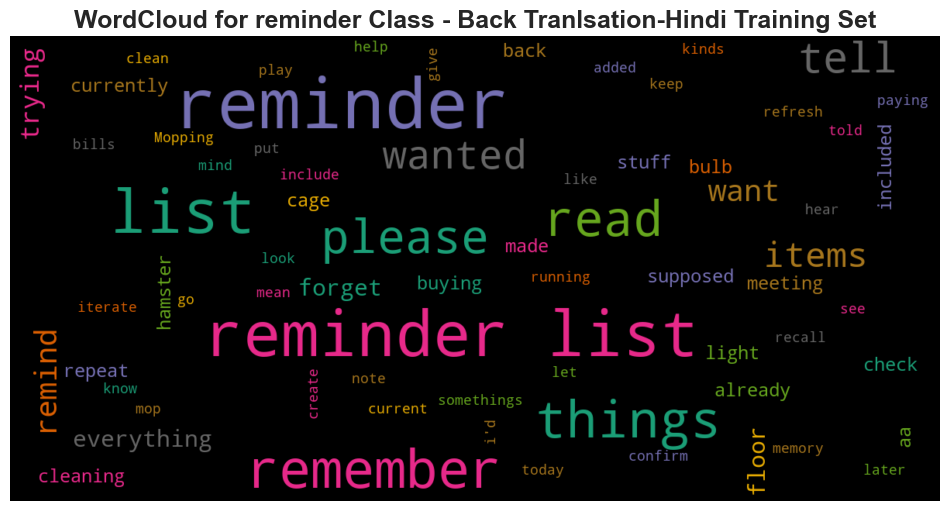 WordCloud for reminder Class - Back Tranlsation-Hindi Training Set
help
back
kinds
tell
trying
clean
play
give
added
currently
keep
reminder
paying
refresh
told
Mopping
bills
put
wanted
mind
include
stuff
bulb
included
like
want
list
cage
hear
read
please
made
items
look
hamster
forget
buying
running
supposed
meeting
mean
go
iterate
see
reminder list
recall
remind
light
check
repeat
let
know
create
note
already
mop
current
somethings
things
i'd
everything
floor
aa
confirm
memory
cleaning
remember
today
later